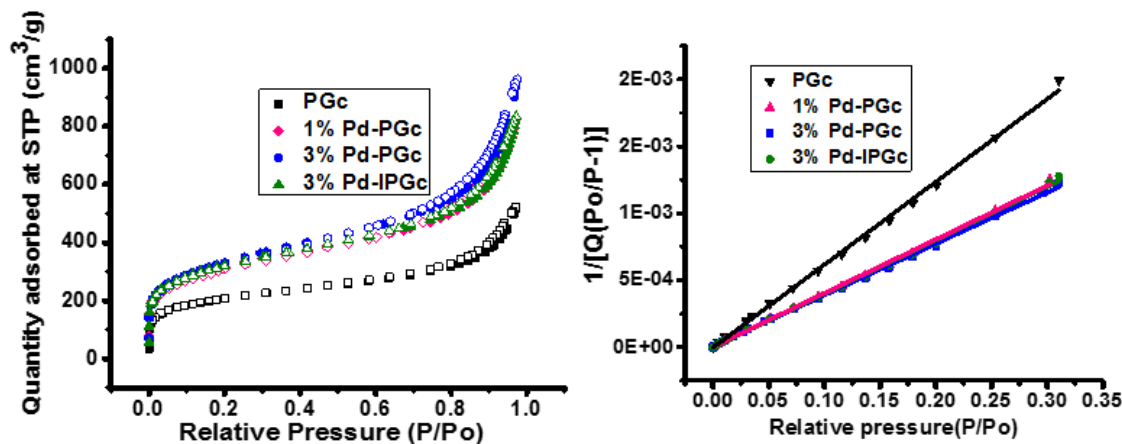 Quantity adsorbed at STP (cm³/g)
1000
800
600
400
200
0
PGc
1% Pd-PGc
3% Pd-PGc
3% Pd-IPGc
0.0 0.2 0.4 0.6 0.8 1.0
Relative Pressure (P/Po)
1/[Q(Po/P-1)]
2E-03
2E-03
1E-03
5E-04
0E+00
PGc
1% Pd-PGc
3% Pd-PGc
3% Pd-IPGc
0.00 0.05 0.10 0.15 0.20 0.25 0.30 0.35
Relative pressure(P/Po)